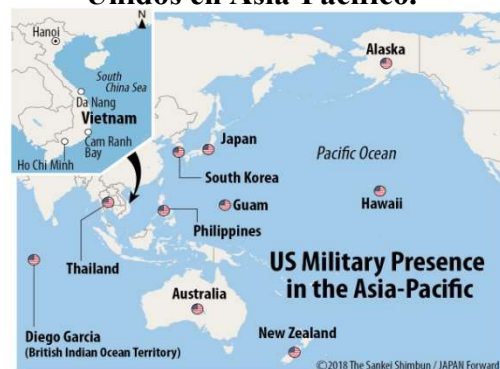 Unidos en Asia-Pacífico.
Hanoi
N
South
China Sea
Da Nang
Vietnam
Cam Ranh
Bay
Ho Chi Minh
Alaska
Japan
Pacific Ocean
South Korea
Guam
Hawaii
Philippines
Thailand
US Military Presence
in the Asia-Pacific
Australia
Diego Garcia
(British Indian Ocean Territory)
New Zealand
©2018 The Sankei Shimbun / JAPAN Forward